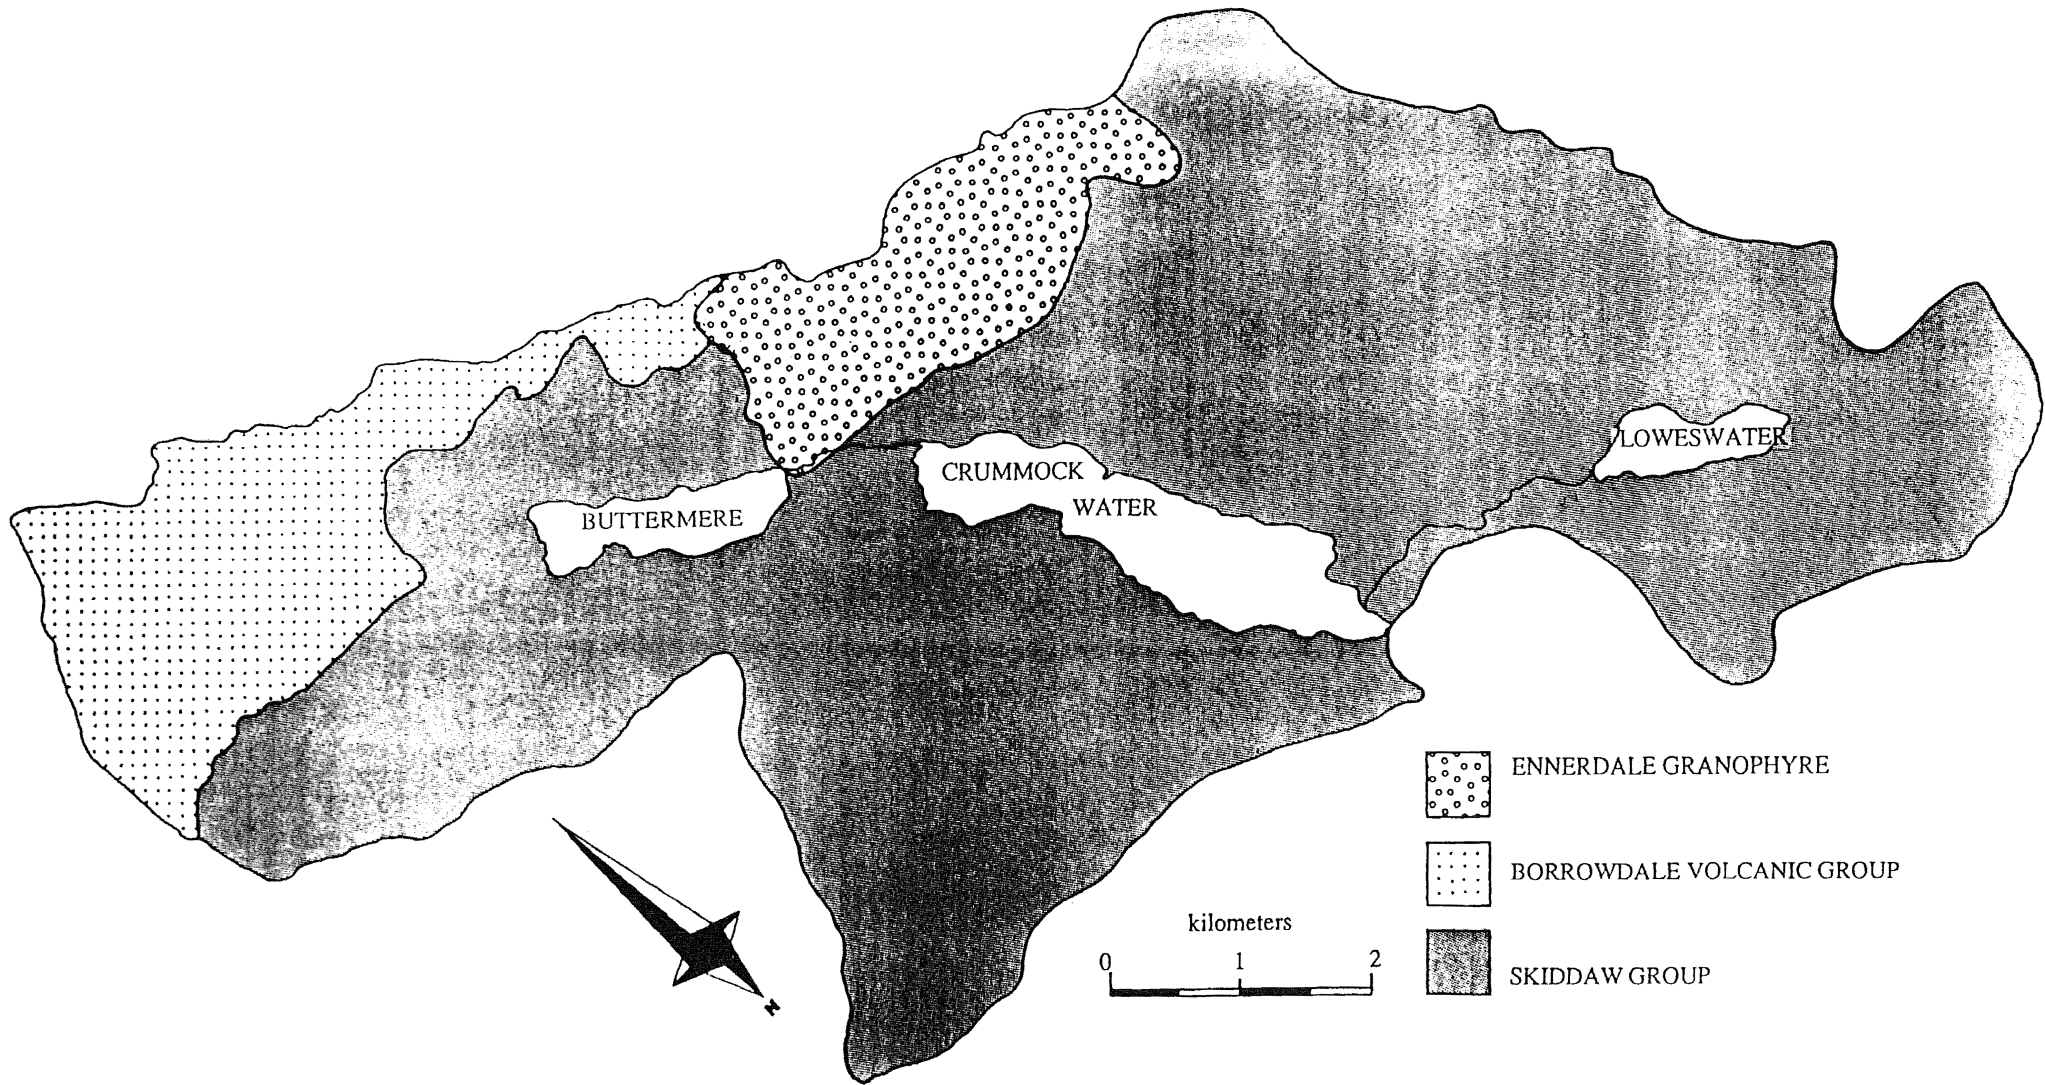 LOWESWATER
CRUMMOCK
WATER
BUTTERMERE
ENNERDALE GRANOPHYRE
BORROWDALE VOLCANIC GROUP
SKIDDAW GROUP
kilometers
0 1 2
N